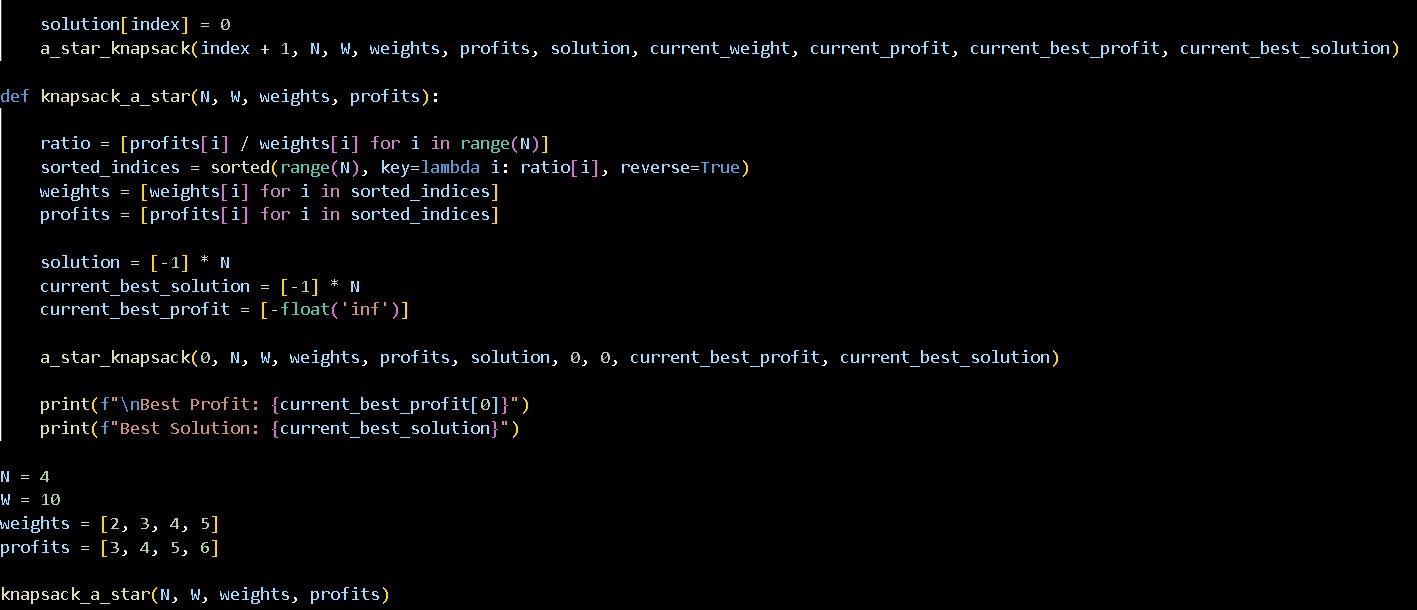 solution[index] = 0
a_star_knapsack(index + 1, N, W, weights, profits, solution, current_weight, current_profit, current_best_profit, current_best_solution)
def knapsack_a_star(N, W, weights, profits):
ratio = [profits[i] / weights[i] for i in range(N)]
sorted_indices = sorted(range(N), key=lambda i: ratio[i], reverse=True)
weights = [weights[i] for i in sorted_indices]
profits = [profits[i] for i in sorted_indices]
solution = [-1] * N
current_best_solution = [-1] * N
current_best_profit = [-float('inf')]
a_star_knapsack(0, N, W, weights, profits, solution, 0, 0, current_best_profit, current_best_solution)
print(f"\nBest Profit: {current_best_profit[0]}")
print(f"Best Solution: {current_best_solution}")
N = 4
W = 10
weights = [2, 3, 4, 5]
profits = [3, 4, 5, 6]
knapsack_a_star(N, W, weights, profits)